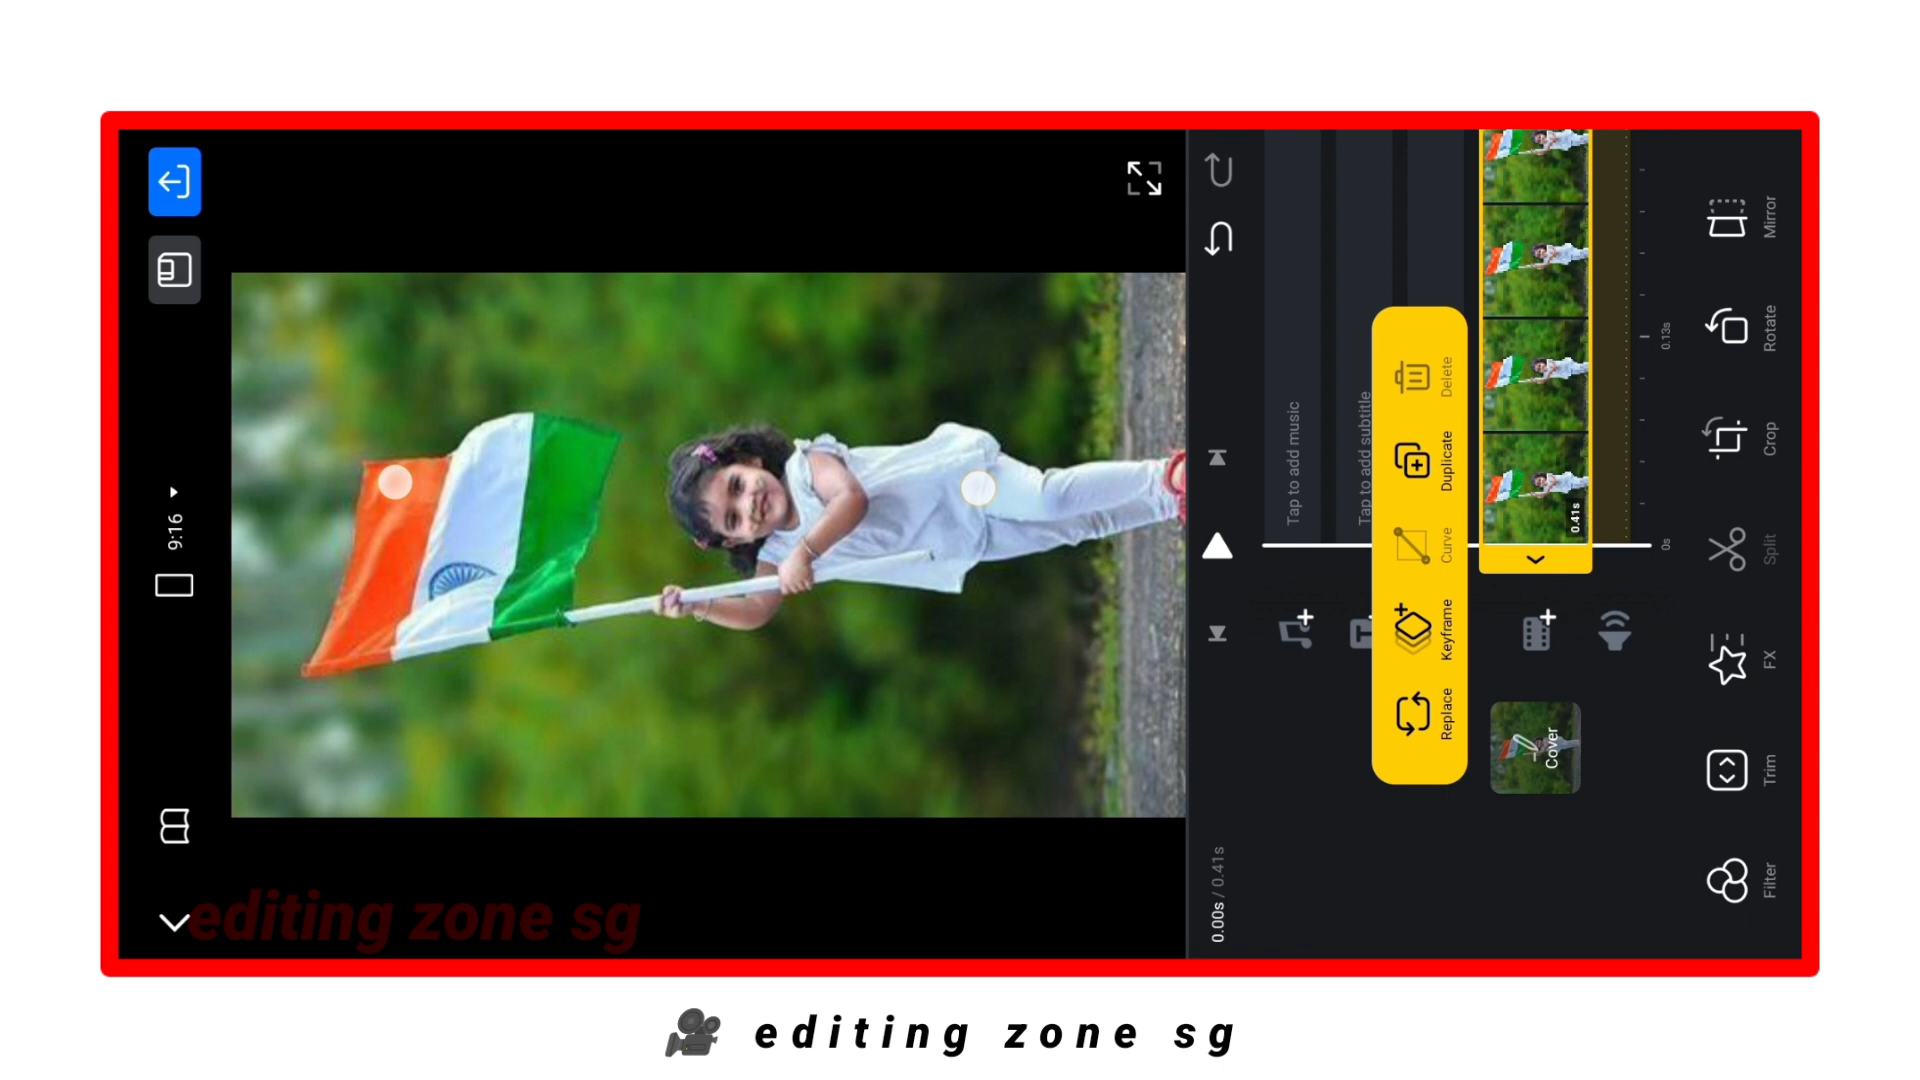 9:16
editing zone sg
0.00s / 0.41s
Tap to add music
Tap to add subtitle
Replace
Keyframe
Curve
Duplicate
Delete
Cover
0.41s
0s
0.13s
Filter
Trim
FX
Split
Crop
Rotate
Mirror
editing zone sg